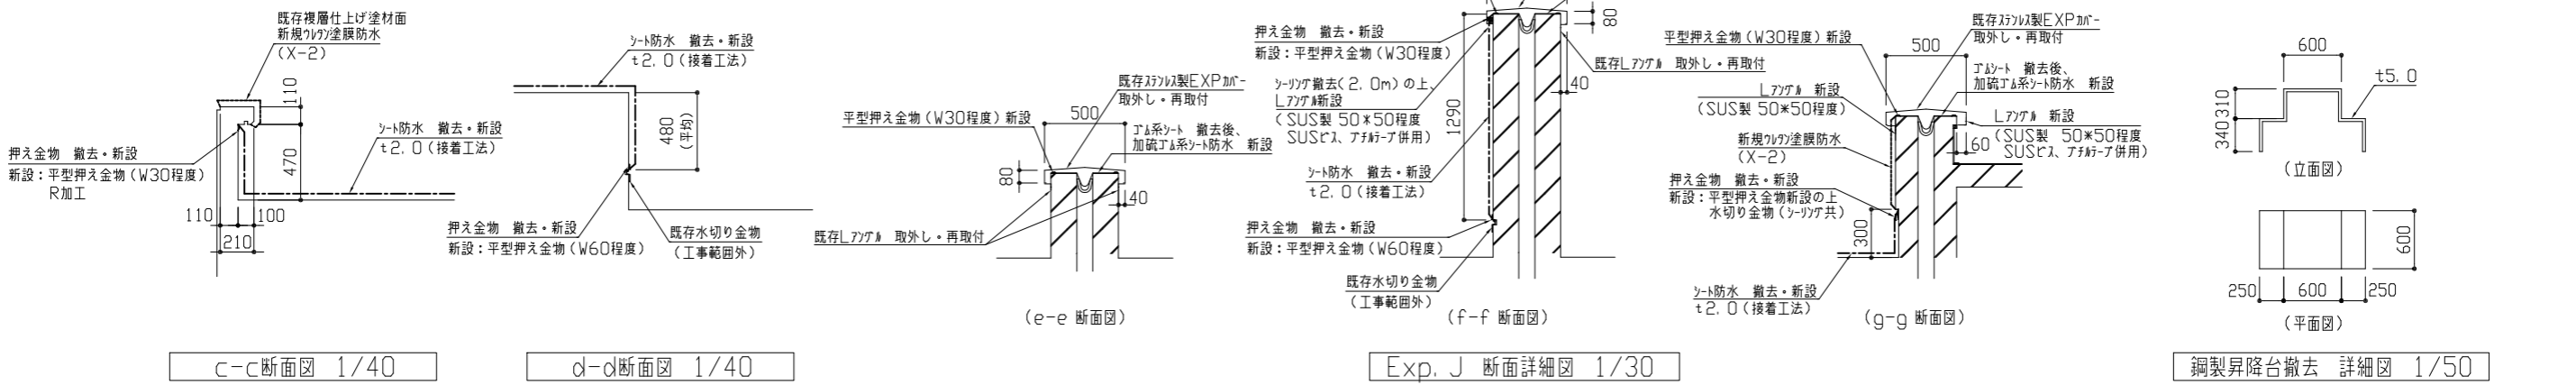 既存複層仕上げ塗材面
新規ウレタン塗膜防水
(X-2)
110
470
シート防水 撤去・新設
t2.0(接着工法)
押え金物 撤去・新設
新設:平型押え金物(W30程度)
R加工
110
100
210
c-c断面図 1/40
シート防水 撤去・新設
t2.0(接着工法)
480
(平均)
押え金物 撤去・新設
新設:平型押え金物(W60程度)
既存水切り金物
(工事範囲外)
d-d断面図 1/40
既存ステンレス製EXPカバー
取外し・再取付
平型押え金物(W30程度)新設
500
ゴム系シート 撤去後、
加硫ゴム系シート防水 新設
80
40
既存Lアングル 取外し・再取付
(e-e 断面図)
80
押え金物 撤去・新設
新設:平型押え金物(W30程度)
既存Lアングル 取外し・再取付
シーリング撤去(2.0m)の上、
Lアングル新設
(SUS製 50*50程度
SUSビス、ブチルテープ併用)
40
1290
シート防水 撤去・新設
t2.0(接着工法)
押え金物 撤去・新設
新設:平型押え金物(W60程度)
既存水切り金物
(工事範囲外)
(f-f 断面図)
Exp.J 断面詳細図 1/30
既存ステンレス製EXPカバー
取外し・再取付
平型押え金物(W30程度)新設
500
ゴムシート 撤去後、
加硫ゴム系シート防水 新設
Lアングル 新設
(SUS製 50*50程度)
Lアングル 新設
(SUS製 50*50程度
SUSビス、ブチルテープ併用)
60
新規ウレタン塗膜防水
(X-2)
押え金物 撤去・新設
新設:平型押え金物新設の上
水切り金物(シーリング共)
300
シート防水 撤去・新設
t2.0(接着工法)
(g-g 断面図)
600
t5.0
310
340
(立面図)
600
250
600
250
(平面図)
鋼製昇降台撤去 詳細図 1/50